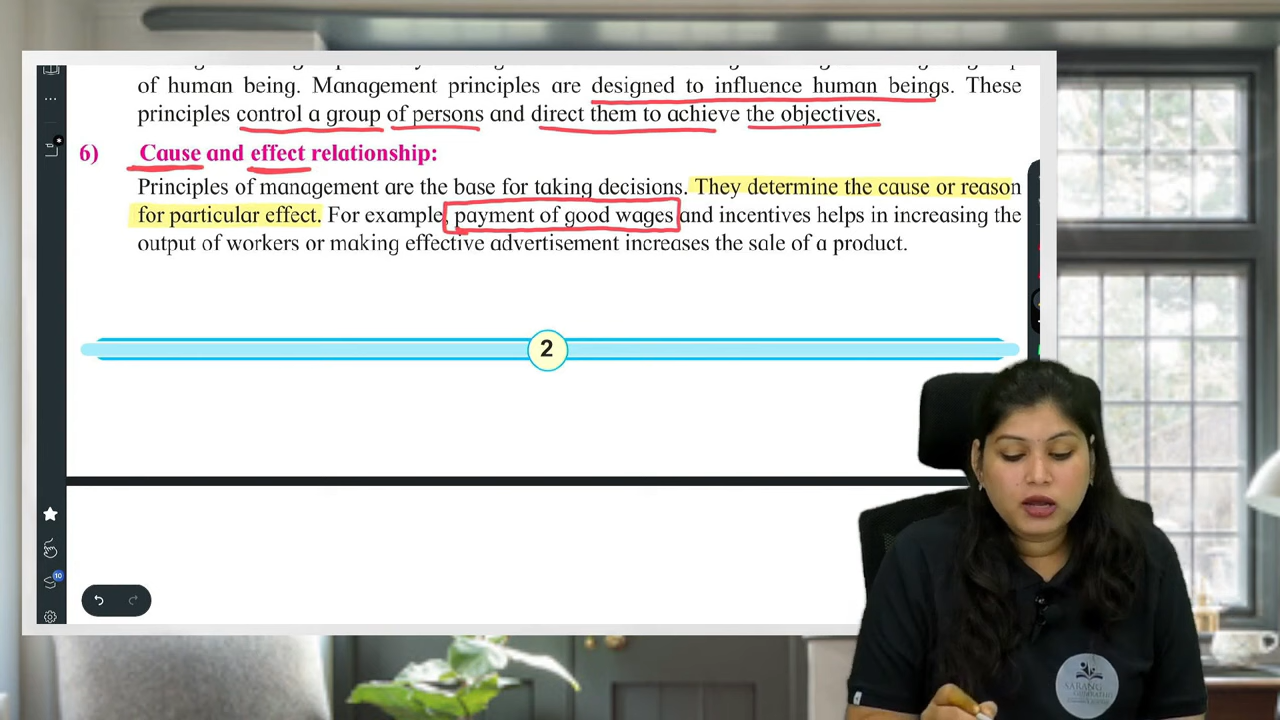 of human being. Management principles are designed to influence human beings. These
principles control a group of persons and direct them to achieve the objectives.
6) Cause and effect relationship:
Principles of management are the base for taking decisions. They determine the cause or reason
for particular effect. For example, payment of good wages and incentives helps in increasing the
output of workers or making effective advertisement increases the sale of a product.
2
10
SARANG